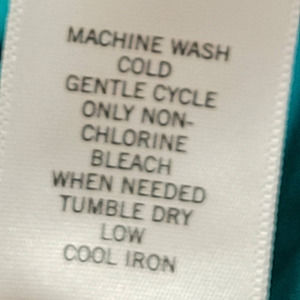 MACHINE WASH
COLD
GENTLE CYCLE
ONLY NON-
CHLORINE
BLEACH
WHEN NEEDED
TUMBLE DRY
LOW
COOL IRON